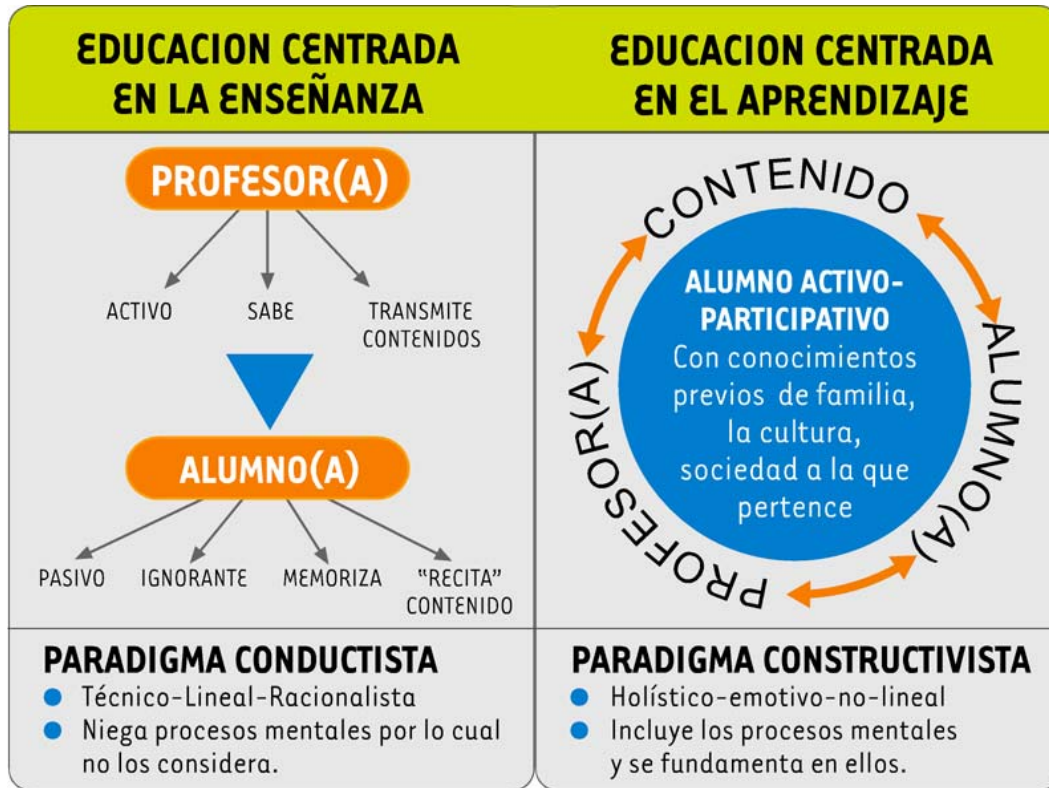 EDUCACION CENTRADA
EN LA ENSEÑANZA
PROFESOR(A)
ACTIVO
SABE
TRANSMITE
CONTENIDOS
ALUMNO(A)
PASIVO
IGNORANTE
MEMORIZA
"RECITA"
CONTENIDO
PARADIGMA CONDUCTISTA
Técnico-Lineal-Racionalista
Niega procesos mentales por lo cual
no los considera.
EDUCACION CENTRADA
EN EL APRENDIZAJE
CONTENIDO
ALUMNO(A)
PROFESOR(A)
ALUMNO ACTIVO-
PARTICIPATIVO
Con conocimientos
previos de familia,
la cultura,
sociedad a la que
pertence
PARADIGMA CONSTRUCTIVISTA
Holístico-emotivo-no-lineal
Incluye los procesos mentales
y se fundamenta en ellos.